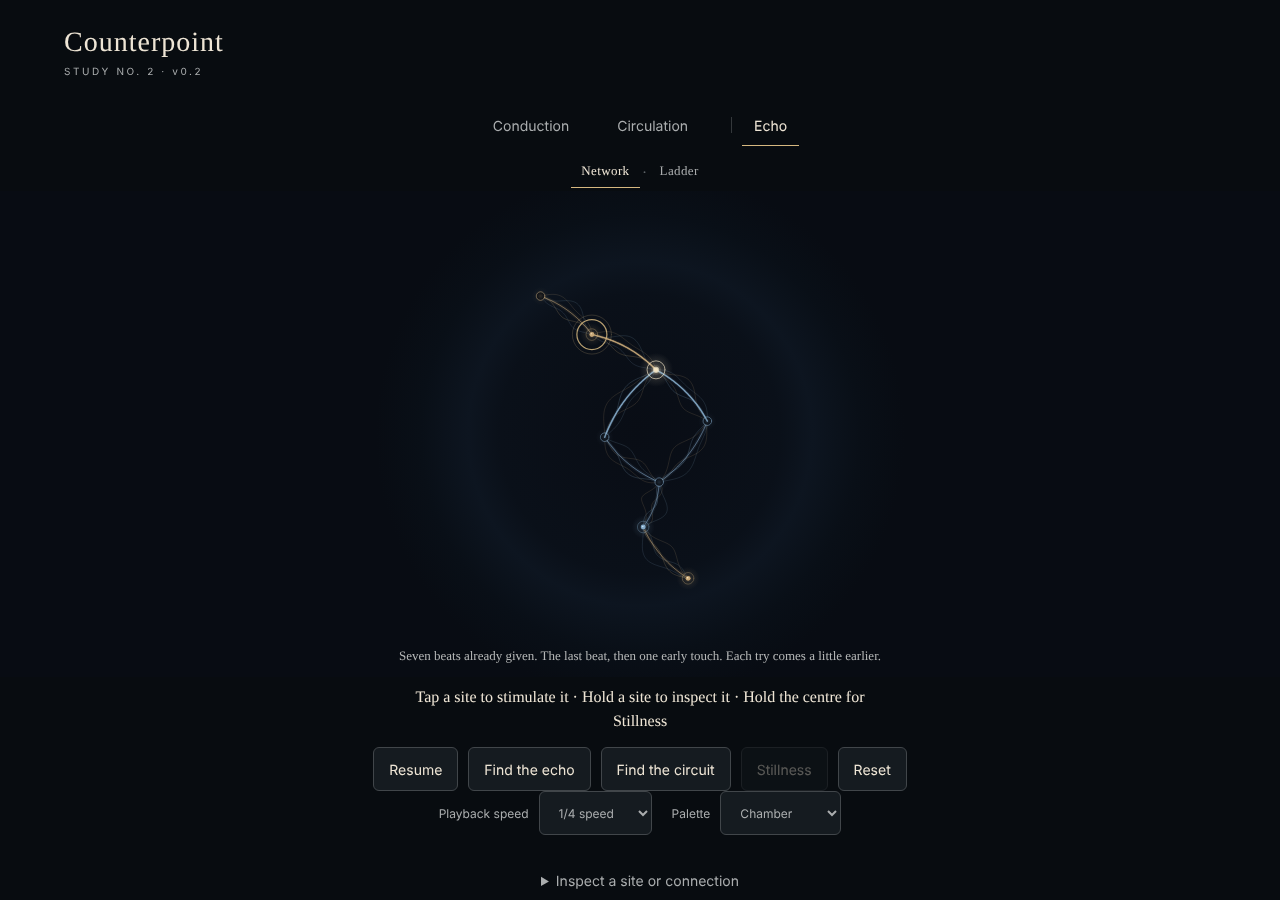 Counterpoint
STUDY NO. 2 · v0.2
Conduction Circulation Echo
Network · Ladder
Seven beats already given. The last beat, then one early touch. Each try comes a little earlier.
Tap a site to stimulate it · Hold a site to inspect it · Hold the centre for
Stillness
Resume Find the echo Find the circuit Stillness Reset
Playback speed 1/4 speed Palette Chamber
Inspect a site or connection